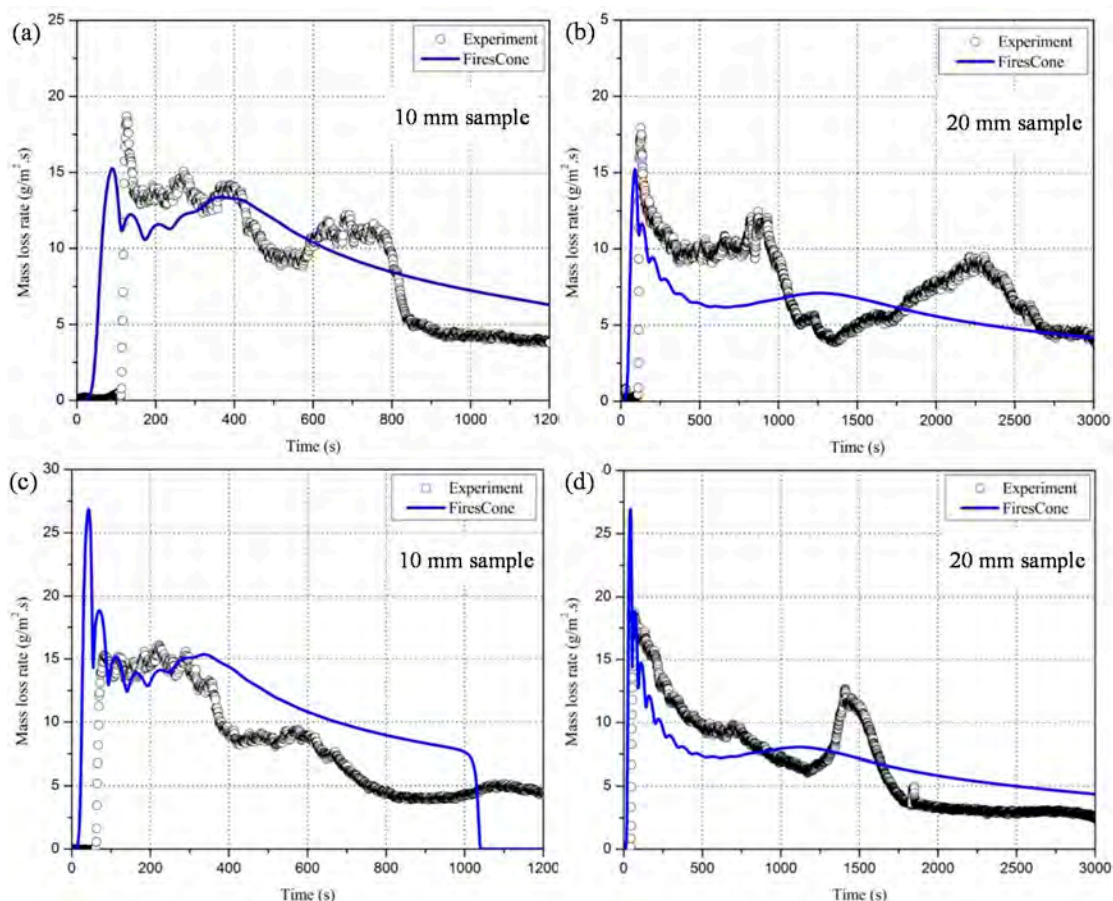 (a)
Experiment
FiresCone
10 mm sample
Mass loss rate (g/m².s)
25
20
15
10
5
0
0 200 400 600 800 1000 1200
Time (s)
(b)
Experiment
FiresCone
20 mm sample
Mass loss rate (g/m².s)
25
20
15
10
5
0
0 500 1000 1500 2000 2500 3000
Time (s)
(c)
Experiment
FiresCone
10 mm sample
Mass loss rate (g/m².s)
30
25
20
15
10
5
0
0 200 400 600 800 1000 1200
Time (s)
(d)
Experiment
FiresCone
20 mm sample
Mass loss rate (g/m².s)
0
25
20
15
10
5
0
0 500 1000 1500 2000 2500 3000
Time (s)